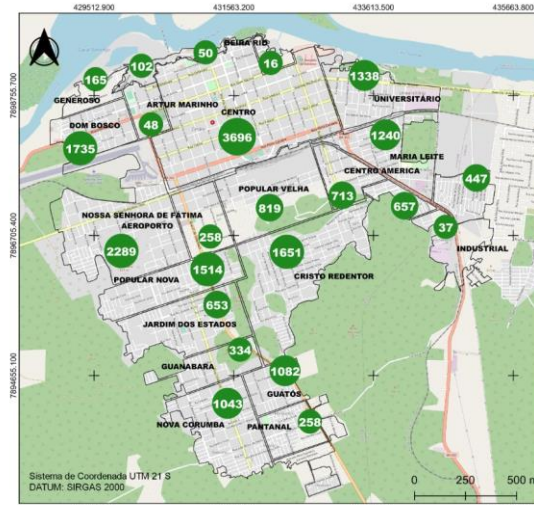 429512.900 431563.200 433613.500 435663.800
7898755.700
7896705.400
7894655.100
BEIRA RIO
50
16
102
165
1338
GENEROSO
ARTUR MARINHO
UNIVERSITÁRIO
DOM BOSCO
48
CENTRO
3696
1240
1735
MARIA LEITE
CENTRO AMERICA
447
POPULAR VELHA
713
657
819
NOSSA SENHORA DE FÁTIMA
AEROPORTO
258
37
2289
1651
INDUSTRIAL
1514
CRISTO REDENTOR
POPULAR NOVA
653
JARDIM DOS ESTADOS
334
GUANABARA
1082
GUATÓS
1043
NOVA CORUMBA
PANTANAL
258
Sistema de Coordenada UTM 21 S
DATUM: SIRGAS 2000
0 250 500 m